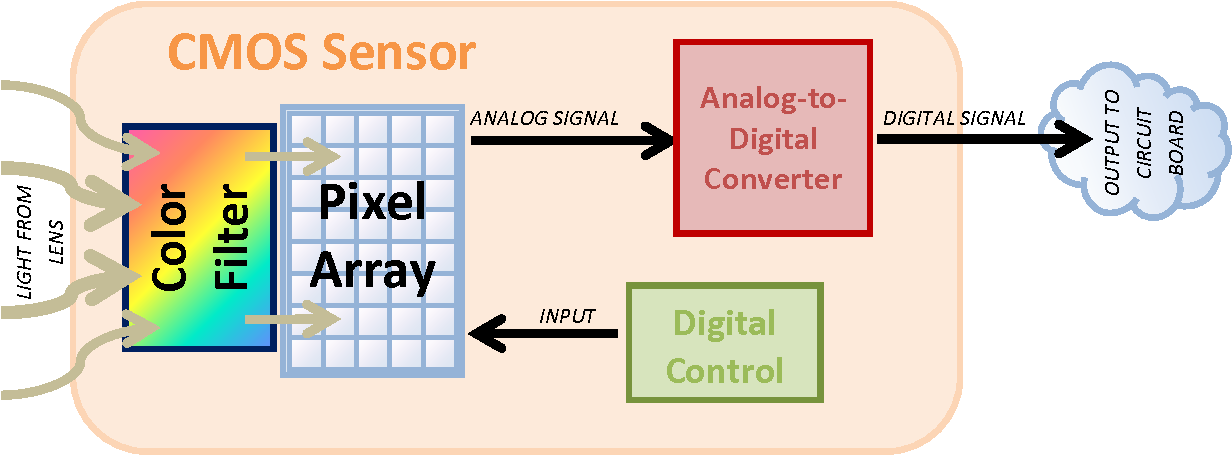 CMOS Sensor
LIGHT FROM
LENS
Color
Filter
Pixel
Array
ANALOG SIGNAL
Analog-to-
Digital
Converter
DIGITAL SIGNAL
OUTPUT TO
CIRCUIT
BOARD
INPUT
Digital
Control